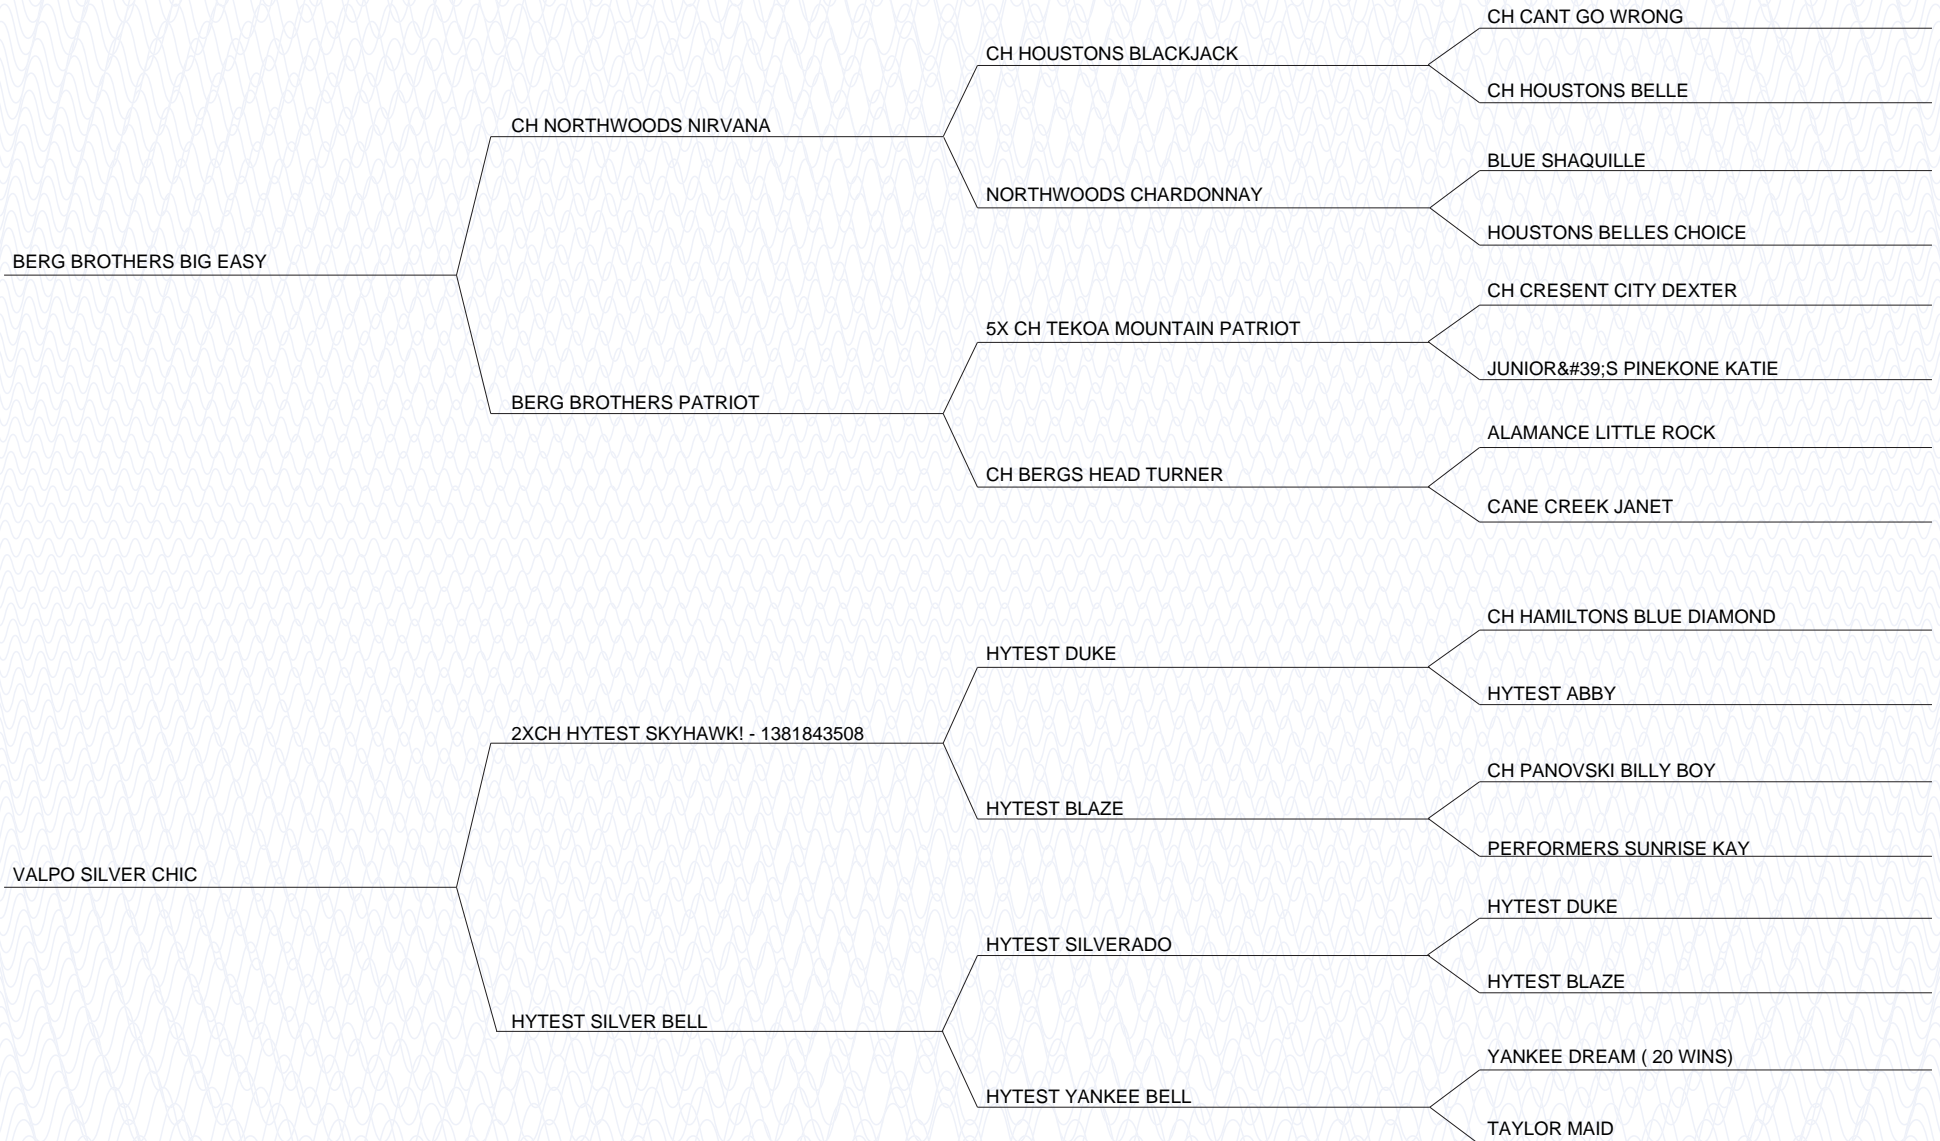 CH CANT GO WRONG
CH HOUSTONS BLACKJACK
CH HOUSTONS BELLE
CH NORTHWOODS NIRVANA
BLUE SHAQUILLE
NORTHWOODS CHARDONNAY
HOUSTONS BELLES CHOICE
BERG BROTHERS BIG EASY
CH CRESENT CITY DEXTER
5X CH TEKOA MOUNTAIN PATRIOT
JUNIOR&#39;S PINEKONE KATIE
BERG BROTHERS PATRIOT
ALAMANCE LITTLE ROCK
CH BERGS HEAD TURNER
CANE CREEK JANET
CH HAMILTONS BLUE DIAMOND
HYTEST DUKE
HYTEST ABBY
2XCH HYTEST SKYHAWK! - 1381843508
CH PANOVSKI BILLY BOY
HYTEST BLAZE
PERFORMERS SUNRISE KAY
VALPO SILVER CHIC
HYTEST DUKE
HYTEST SILVERADO
HYTEST BLAZE
HYTEST SILVER BELL
YANKEE DREAM ( 20 WINS)
HYTEST YANKEE BELL
TAYLOR MAID